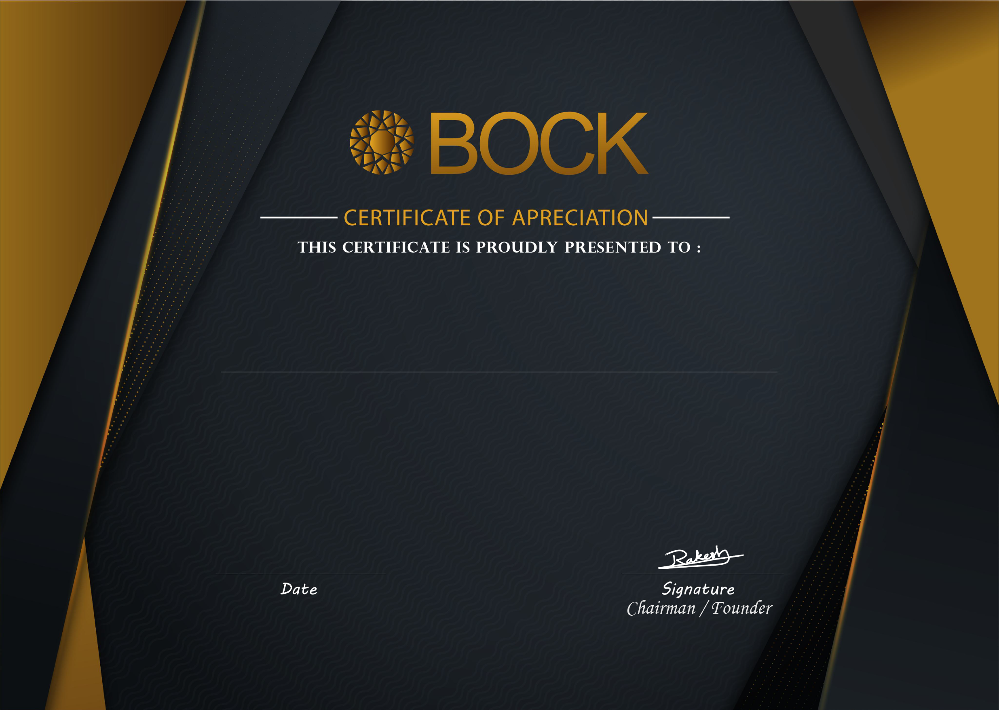 BOCK
CERTIFICATE OF APRECIATION
THIS CERTIFICATE IS PROUDLY PRESENTED TO :
Rakesh
Date
Signature
Chairman / Founder